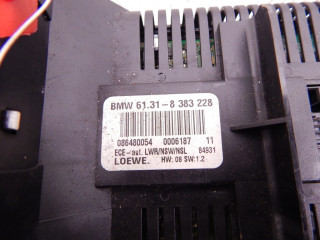 BMW 61.31-8 383 228
086480054 0006187 11
ECE-/aut. LWR/NSW/NSL 84931
LOEWE. HW: 08 SW:1.2